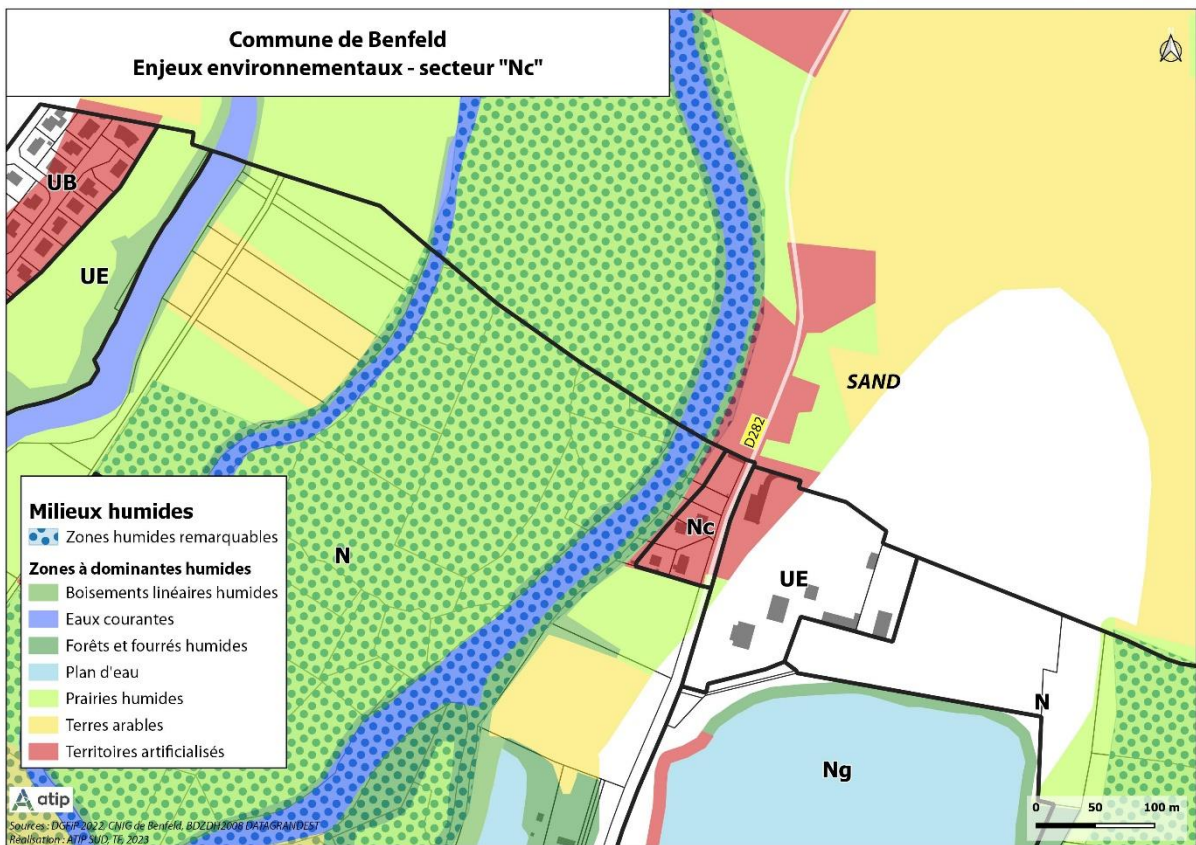 Commune de Benfeld
Enjeux environnementaux - secteur "Nc"
UB
UE
SAND
D282
Nc
N
UE
N
Ng
Milieux humides
Zones humides remarquables
Zones à dominantes humides
Boisements linéaires humides
Eaux courantes
Forêts et fourrés humides
Plan d'eau
Prairies humides
Terres arables
Territoires artificialisés
atip
0 50 100 m
Sources : DGFiP 2022, CNIG de Benfeld, BDZDH2008 DATAGRANDEST
Réalisation : ATIP SUD, TF, 2023